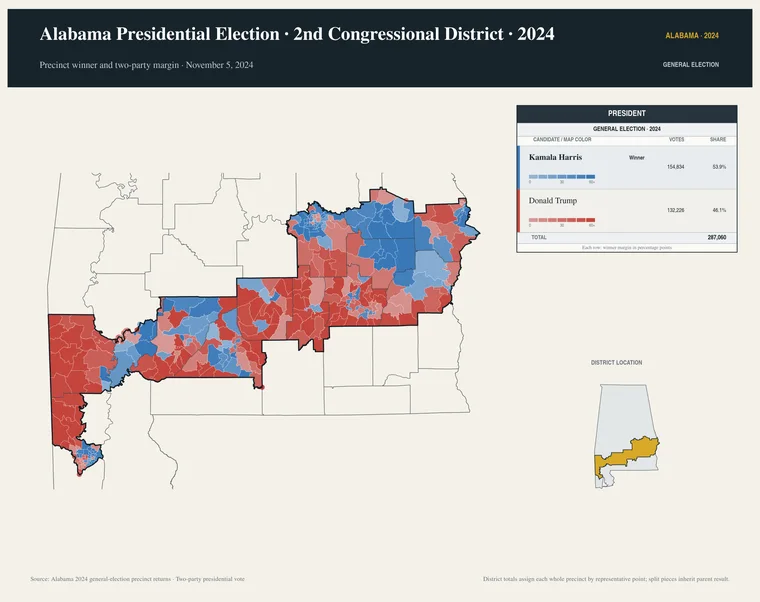 Alabama Presidential Election · 2nd Congressional District · 2024
ALABAMA · 2024
Precinct winner and two-party margin · November 5, 2024
GENERAL ELECTION
PRESIDENT
GENERAL ELECTION · 2024
CANDIDATE / MAP COLOR VOTES SHARE
Kamala Harris Winner 154,834 53.9%
Donald Trump 132,226 46.1%
TOTAL 287,060
Each row: winner margin in percentage points
DISTRICT LOCATION
Source: Alabama 2024 general-election precinct returns · Two-party presidential vote
District totals assign each whole precinct by representative point; split pieces inherit parent result.